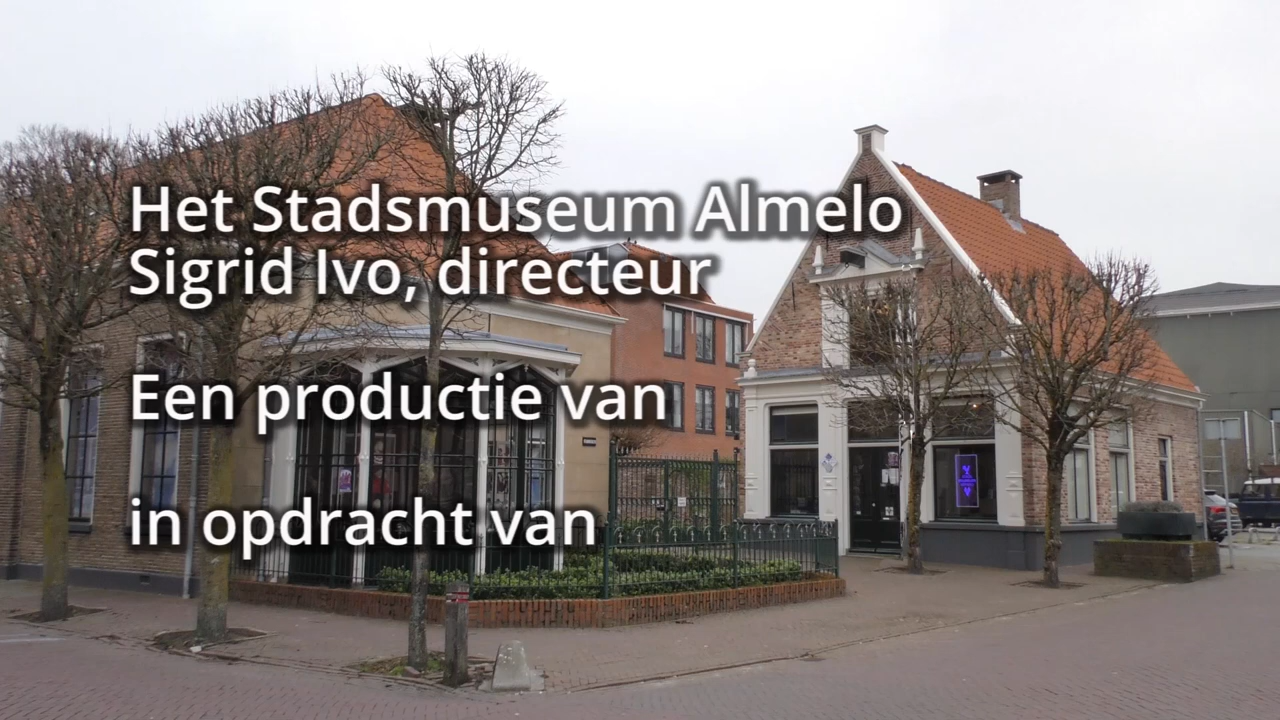 Het Stadsmuseum Almelo
Sigrid Ivo, directeur
Een productie van
in opdracht van